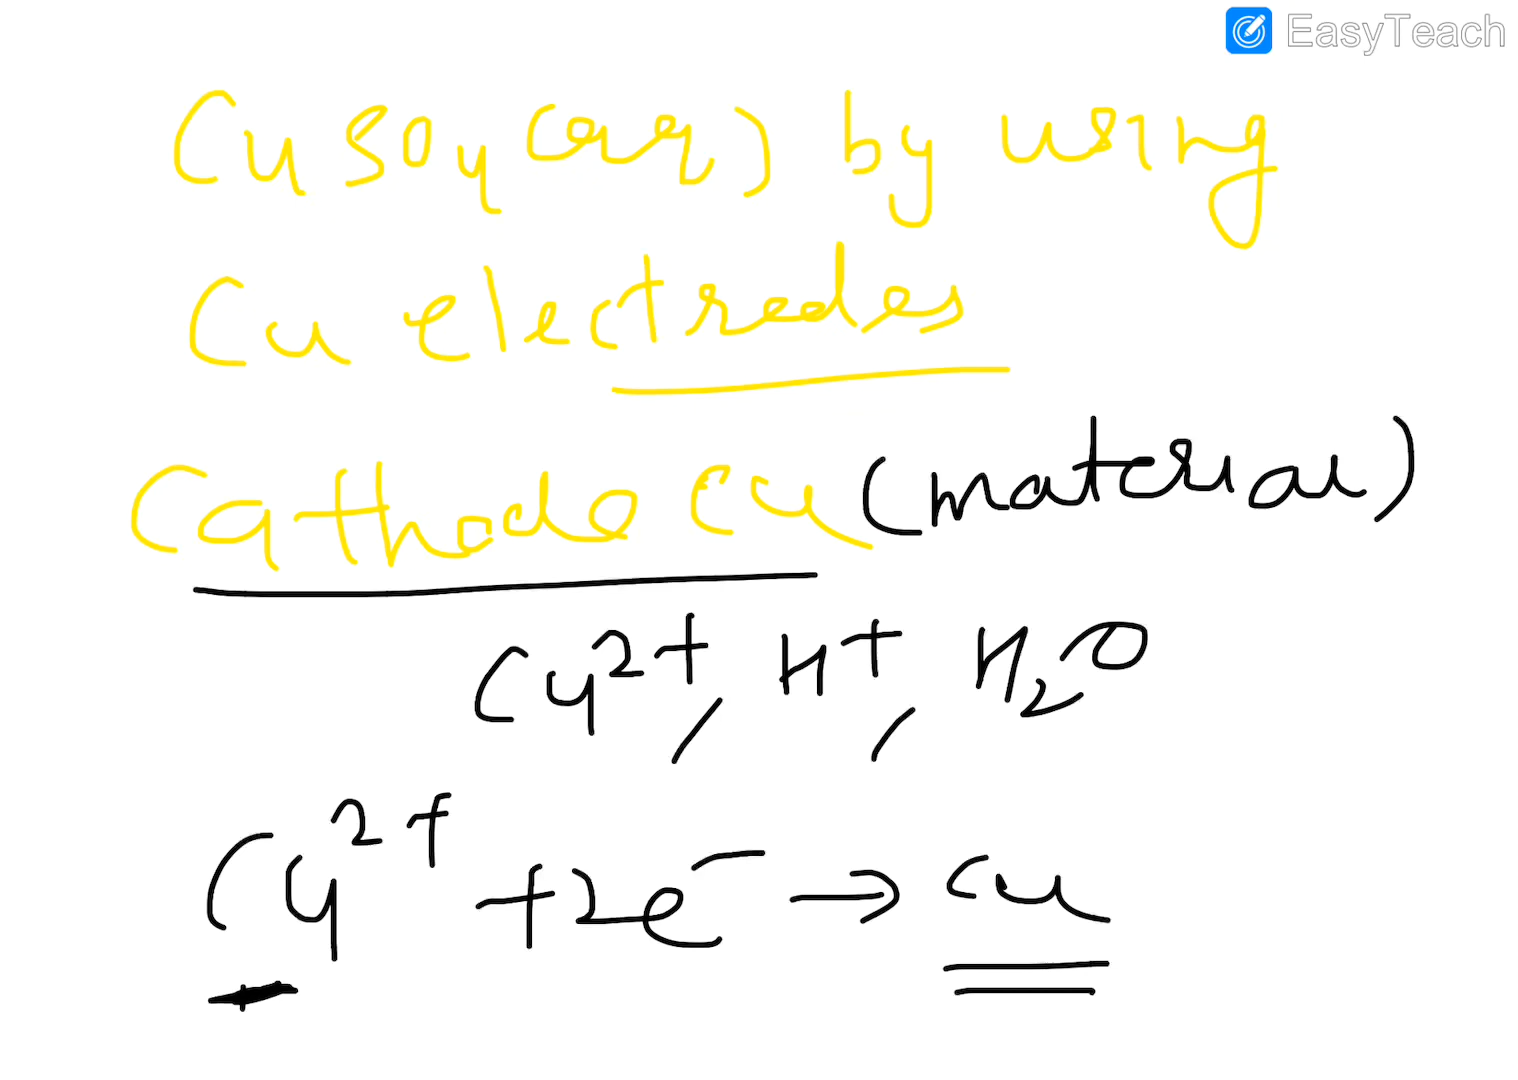 EasyTeach
CuSO4(aq) by using
Cu electrodes
Cathode Cu (material)
Cu²⁺, H⁺, H₂O
Cu²⁺ + 2e⁻ → Cu